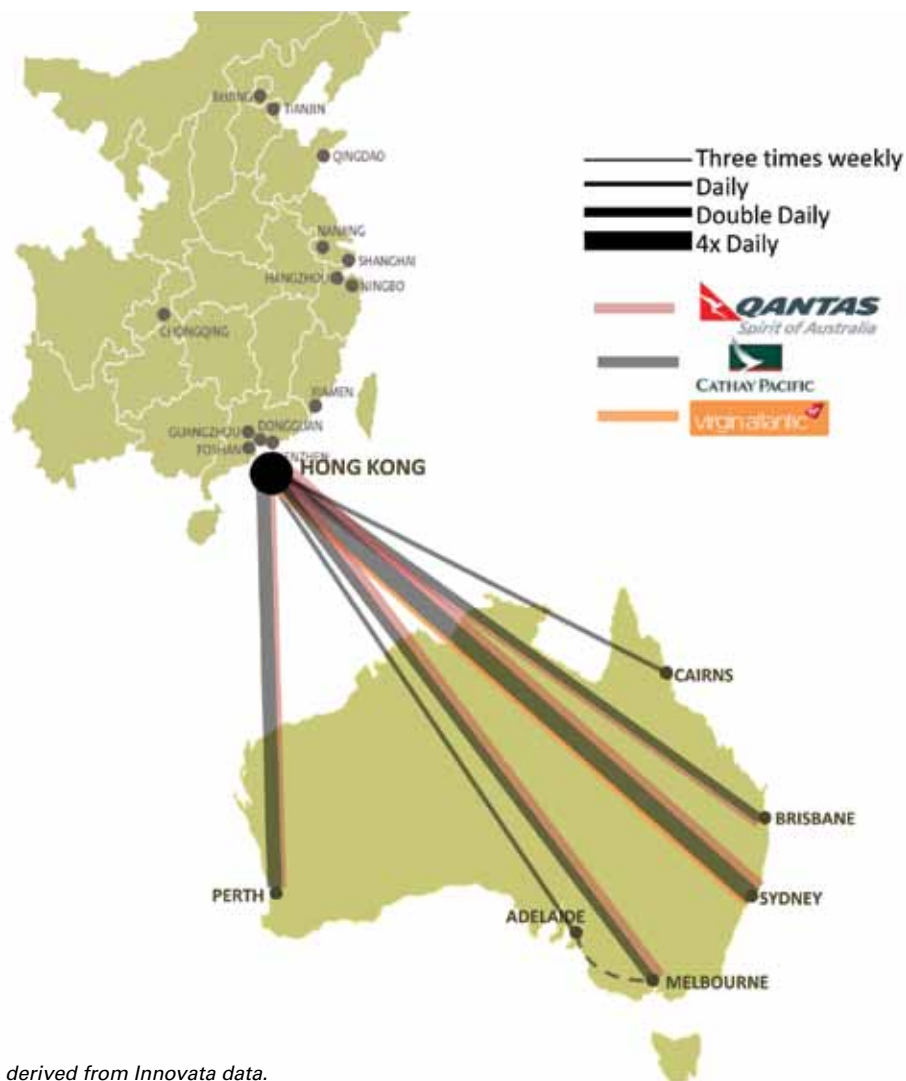 BEIJING
TIANJIN
QINGDAO
Three times weekly
Daily
Double Daily
4x Daily
NANJING
SHANGHAI
HANGZHOU
NINGBO
QANTAS
Spirit of Australia
CHONGQING
CATHAY PACIFIC
XIAMEN
virgin atlantic
GUANGZHOU
DONGGUAN
FOSHAN
ENZHEN
HONG KONG
CAIRNS
BRISBANE
PERTH
SYDNEY
ADELAIDE
MELBOURNE
derived from Innovata data.